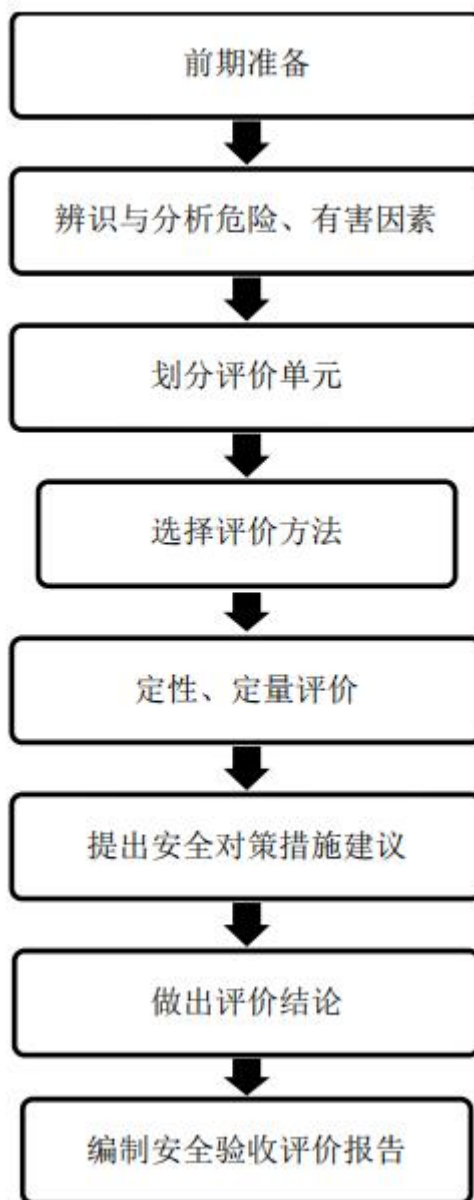 前期准备
辨识与分析危险、有害因素
划分评价单元
选择评价方法
定性、定量评价
提出安全对策措施建议
做出评价结论
编制安全验收评价报告